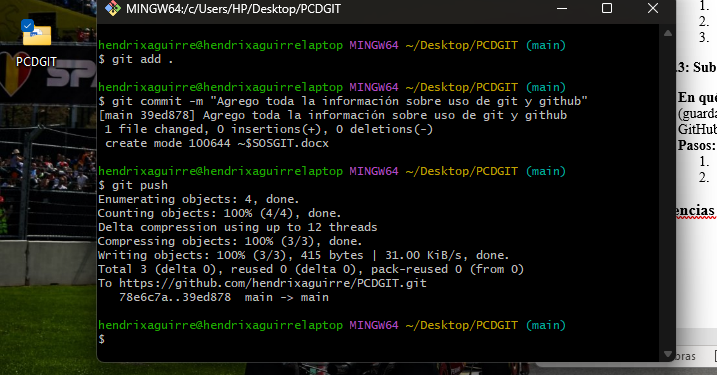 MINGW64:/c/Users/HP/Desktop/PCDGIT
PCDGIT
hendrixaguirre@hendrixaguirrelaptop MINGW64 ~/Desktop/PCDGIT (main)
$ git add .
hendrixaguirre@hendrixaguirrelaptop MINGW64 ~/Desktop/PCDGIT (main)
$ git commit -m "Agrego toda la información sobre uso de git y github"
[main 39ed878] Agrego toda la información sobre uso de git y github
1 file changed, 0 insertions(+), 0 deletions(-)
create mode 100644 ~$SOSGIT.docx
hendrixaguirre@hendrixaguirrelaptop MINGW64 ~/Desktop/PCDGIT (main)
$ git push
Enumerating objects: 4, done.
Counting objects: 100% (4/4), done.
Delta compression using up to 12 threads
Compressing objects: 100% (3/3), done.
Writing objects: 100% (3/3), 415 bytes | 31.00 KiB/s, done.
Total 3 (delta 0), reused 0 (delta 0), pack-reused 0 (from 0)
To https://github.com/hendrixaguirre/PCDGIT.git
78e6c7a..39ed878 main -> main
hendrixaguirre@hendrixaguirrelaptop MINGW64 ~/Desktop/PCDGIT (main)
$
1.
2.
3.
.3: Sub
En qué
(guarda
GitHub
Pasos:
1.
2.
encias
bras